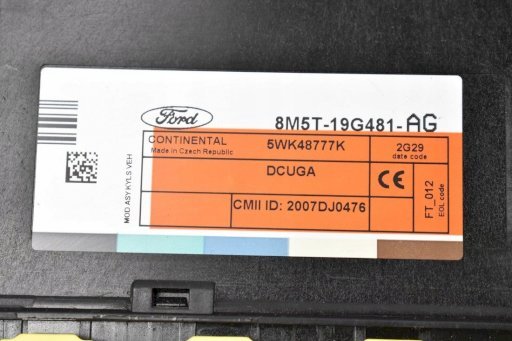 Ford
8M5T-19G481-AG
CONTINENTAL
Made in Czech Republic
5WK48777K
2G29
date code
DCUGA
CE
CMII ID: 2007DJ0476
FT_012
EOL code
MOD ASY KYLS VEH